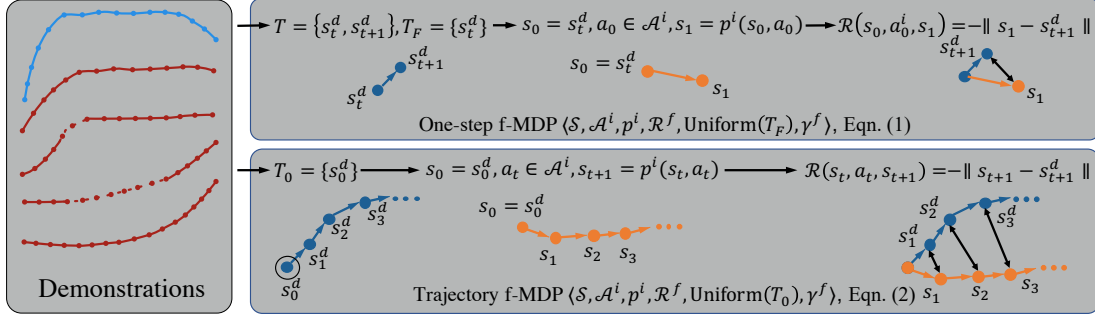 T = {s_t^d, s_{t+1}^d}, T_F = {s_t^d}
s_0 = s_t^d, a_0 ∈ 𝒜^i, s_1 = p^i(s_0, a_0)
ℛ(s_0, a_0^i, s_1) =−∥ s_1 − s_{t+1}^d ∥
s_{t+1}^d
s_t^d
s_0 = s_t^d
s_1
s_{t+1}^d
s_1
One-step f-MDP ⟨𝒮, 𝒜^i, p^i, ℛ^f, Uniform(T_F), γ^f⟩, Eqn. (1)
T_0 = {s_0^d}
s_0 = s_0^d, a_t ∈ 𝒜^i, s_{t+1} = p^i(s_t, a_t)
ℛ(s_t, a_t, s_{t+1}) =−∥ s_{t+1} − s_{t+1}^d ∥
s_3^d
s_2^d
s_1^d
s_0^d
s_0 = s_0^d
s_1 s_2 s_3
s_2^d
s_3^d
s_1^d
s_1 s_2 s_3
Trajectory f-MDP ⟨𝒮, 𝒜^i, p^i, ℛ^f, Uniform(T_0), γ^f⟩, Eqn. (2)
Demonstrations